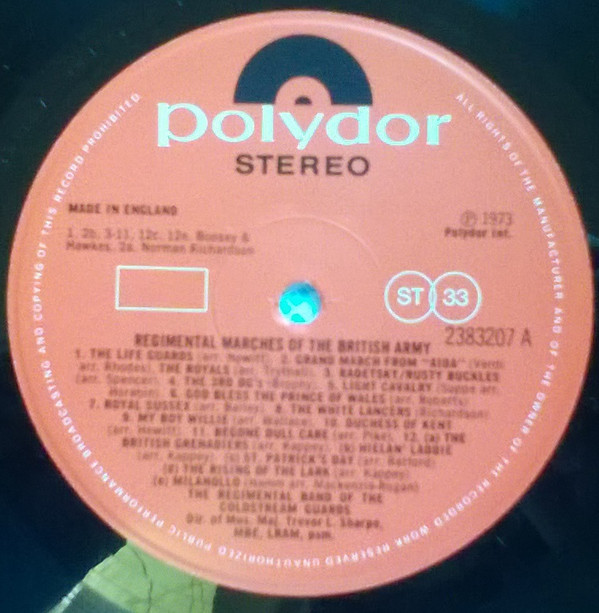 polydor
STEREO
MADE IN ENGLAND
℗ 1973
Polydor Int.
1, 2b, 3-11, 12c, 12e, Boosey &
Hawkes, 2a, Norman Richardson
ST 33
REGIMENTAL MARCHES OF THE BRITISH ARMY
2383207 A
1. THE LIFE GUARDS (arr. Howitt) 2. GRAND MARCH FROM "AIDA" (Verdi
arr. Rhodes), THE ROYALS (arr. Trythall) 3. RADETSKY/RUSTY BUCKLES
(arr. Spencer) 4. THE 3RD DG's (Brophy) 5. LIGHT CAVALRY (Suppe arr.
6. GOD BLESS THE PRINCE OF WALES (arr. Roberts)
7. ROYAL SUSSEX (arr. 8. THE WHITE LANCERS (Richardson)
9. MY BOY WILLIE (arr. Wallace) 10. DUCHESS OF KENT
(arr. Howitt) 11. BEGONE DULL CARE (arr. Pike) 12. (a) THE
BRITISH GRENADIERS (arr. Kappey) (b) HIELAN' LADDIE
(arr. Kappey) (c) ST. PATRICK'S DAY (arr.
(d) THE RISING OF THE LARK (arr. Kappey)
(e) MILANOLLO (Hamm arr. Mackenzie-Rogan)
THE REGIMENTAL BAND OF THE
COLDSTREAM GUARDS
Dir. of Mus. Maj. Trevor L. Sharpe,
MBE, LRAM, psm.
ALL RIGHTS OF THE MANUFACTURER AND OF THE OWNER OF THE RECORDED WORK RESERVED UNAUTHORISED PUBLIC PERFORMANCE BROADCASTING AND COPYING OF THIS RECORD PROHIBITED.